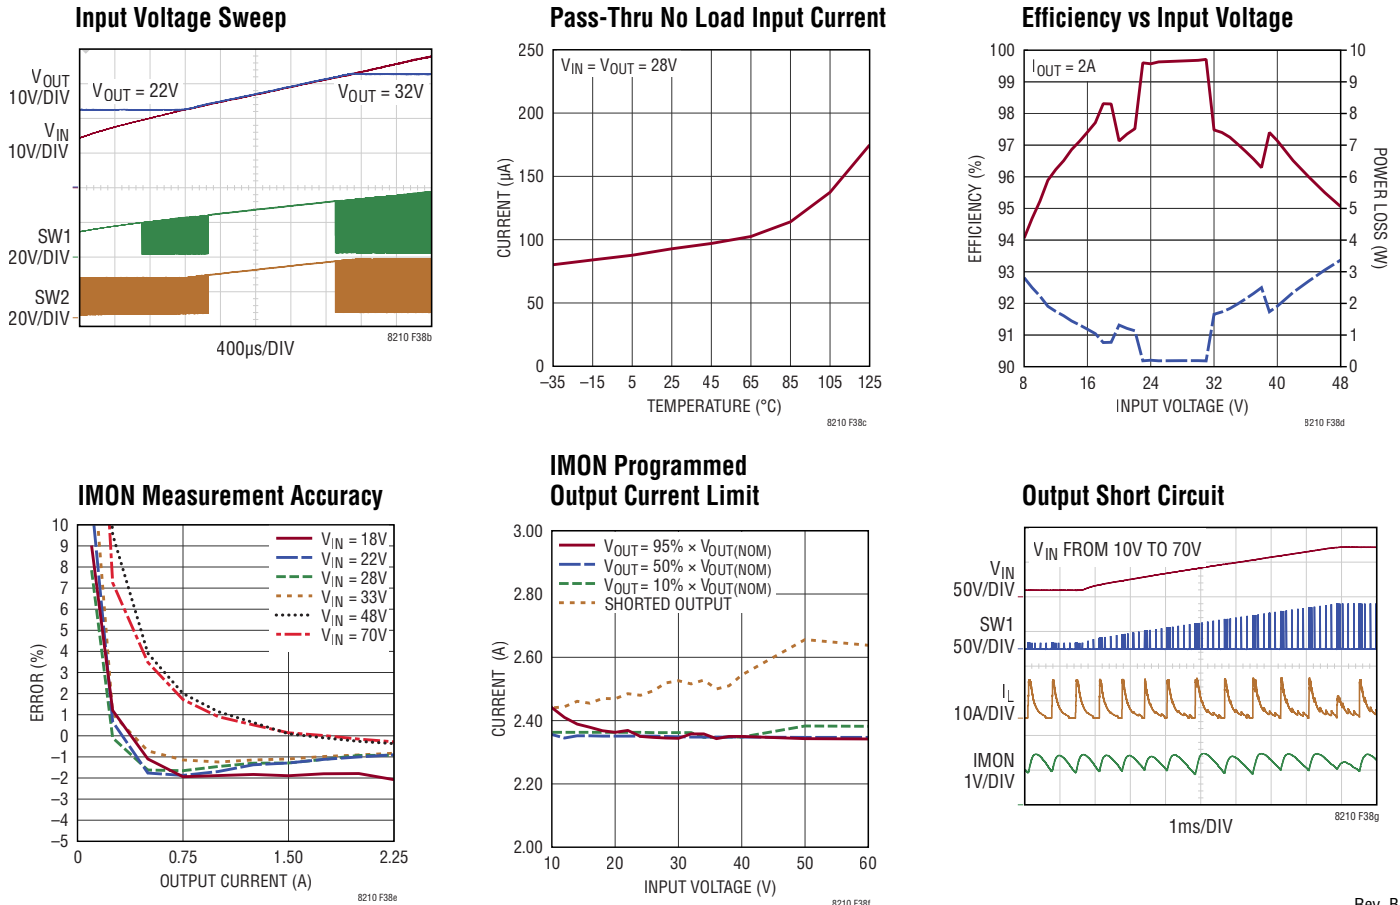 Input Voltage Sweep
VOUT
10V/DIV
VIN
10V/DIV
SW1
20V/DIV
SW2
20V/DIV
VOUT = 22V
VOUT = 32V
400µs/DIV
8210 F38b
Pass-Thru No Load Input Current
VIN = VOUT = 28V
CURRENT (µA)
250
200
150
100
50
0
–35 –15 5 25 45 65 85 105 125
TEMPERATURE (°C)
8210 F38c
Efficiency vs Input Voltage
IOUT = 2A
EFFICIENCY (%)
100
99
98
97
96
95
94
93
92
91
90
10
9
8
7
6
5
4
3
2
1
0
POWER LOSS (W)
8 16 24 32 40 48
INPUT VOLTAGE (V)
8210 F38d
IMON Measurement Accuracy
ERROR (%)
10
9
8
7
6
5
4
3
2
1
0
–1
–2
–3
–4
–5
VIN = 18V
VIN = 22V
VIN = 28V
VIN = 33V
VIN = 48V
VIN = 70V
0 0.75 1.50 2.25
OUTPUT CURRENT (A)
8210 F38e
IMON Programmed
Output Current Limit
CURRENT (A)
3.00
2.80
2.60
2.40
2.20
2.00
VOUT = 95% × VOUT(NOM)
VOUT = 50% × VOUT(NOM)
VOUT = 10% × VOUT(NOM)
SHORTED OUTPUT
10 20 30 40 50 60
INPUT VOLTAGE (V)
8210 F38f
Output Short Circuit
VIN FROM 10V TO 70V
VIN
50V/DIV
SW1
50V/DIV
IL
10A/DIV
IMON
1V/DIV
1ms/DIV
8210 F38g
Rev. B